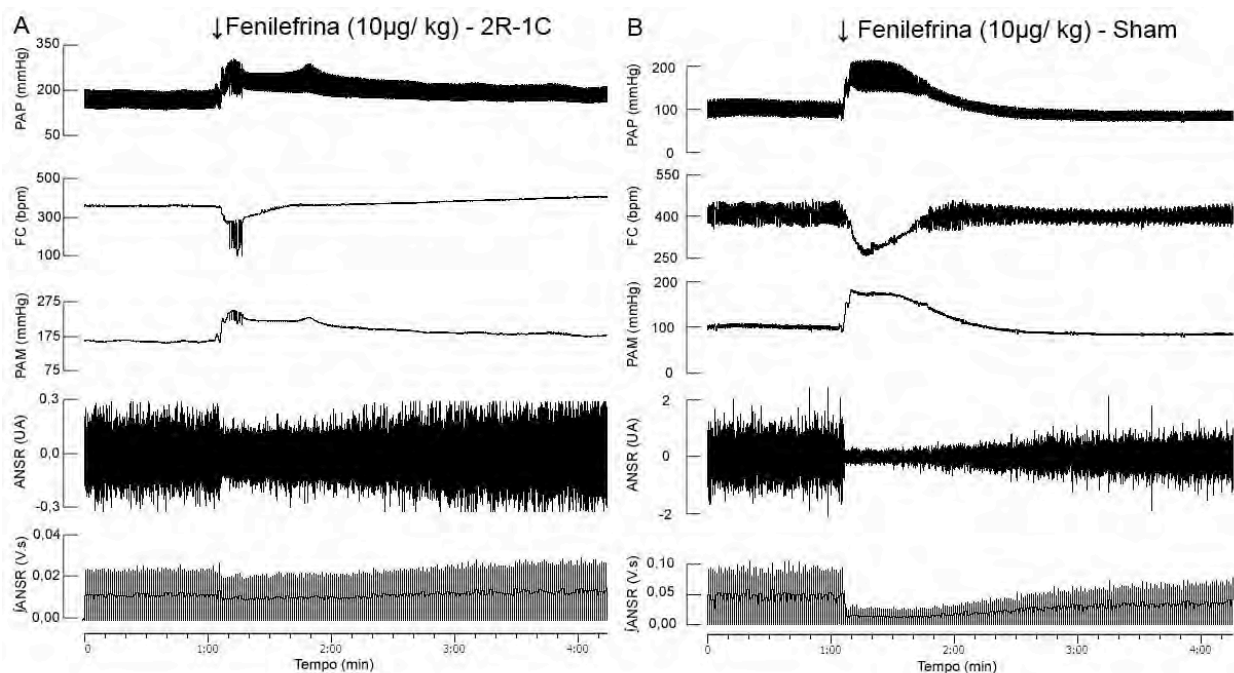 A
↓Fenilefrina (10µg/ kg) - 2R-1C
350
200
50
PAP (mmHg)
500
300
100
FC (bpm)
275
175
75
PAM (mmHg)
0.3
0.0
-0.3
ANSR (UA)
0,04
0,02
0,00
∫ANSR (V.s)
0
1:00
2:00
3:00
4:00
Tempo (min)
B
↓ Fenilefrina (10µg/ kg) - Sham
200
100
0
PAP (mmHg)
550
400
250
FC (bpm)
200
100
0
PAM (mmHg)
2
0
-2
ANSR (UA)
0,10
0,05
0,00
∫ANSR (V.s)
0
1:00
2:00
3:00
4:00
Tempo (min)